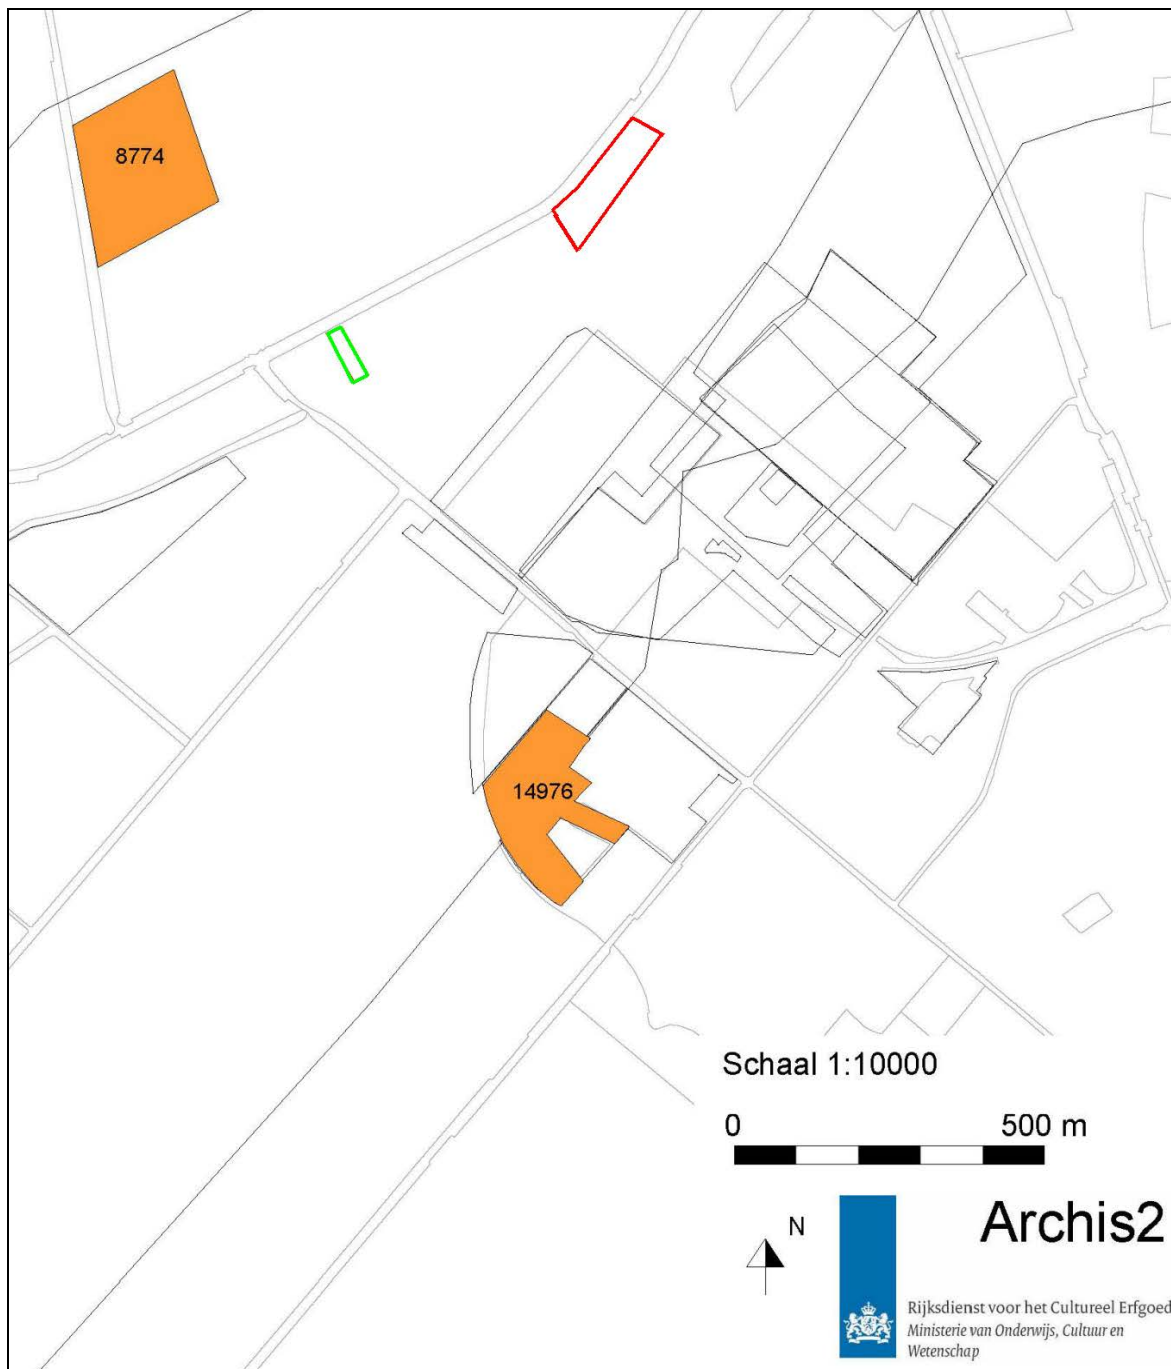 8774
14976
Schaal 1:10000
0 500 m
N
Archis2
Rijksdienst voor het Cultureel Erfgoed
Ministerie van Onderwijs, Cultuur en
Wetenschap